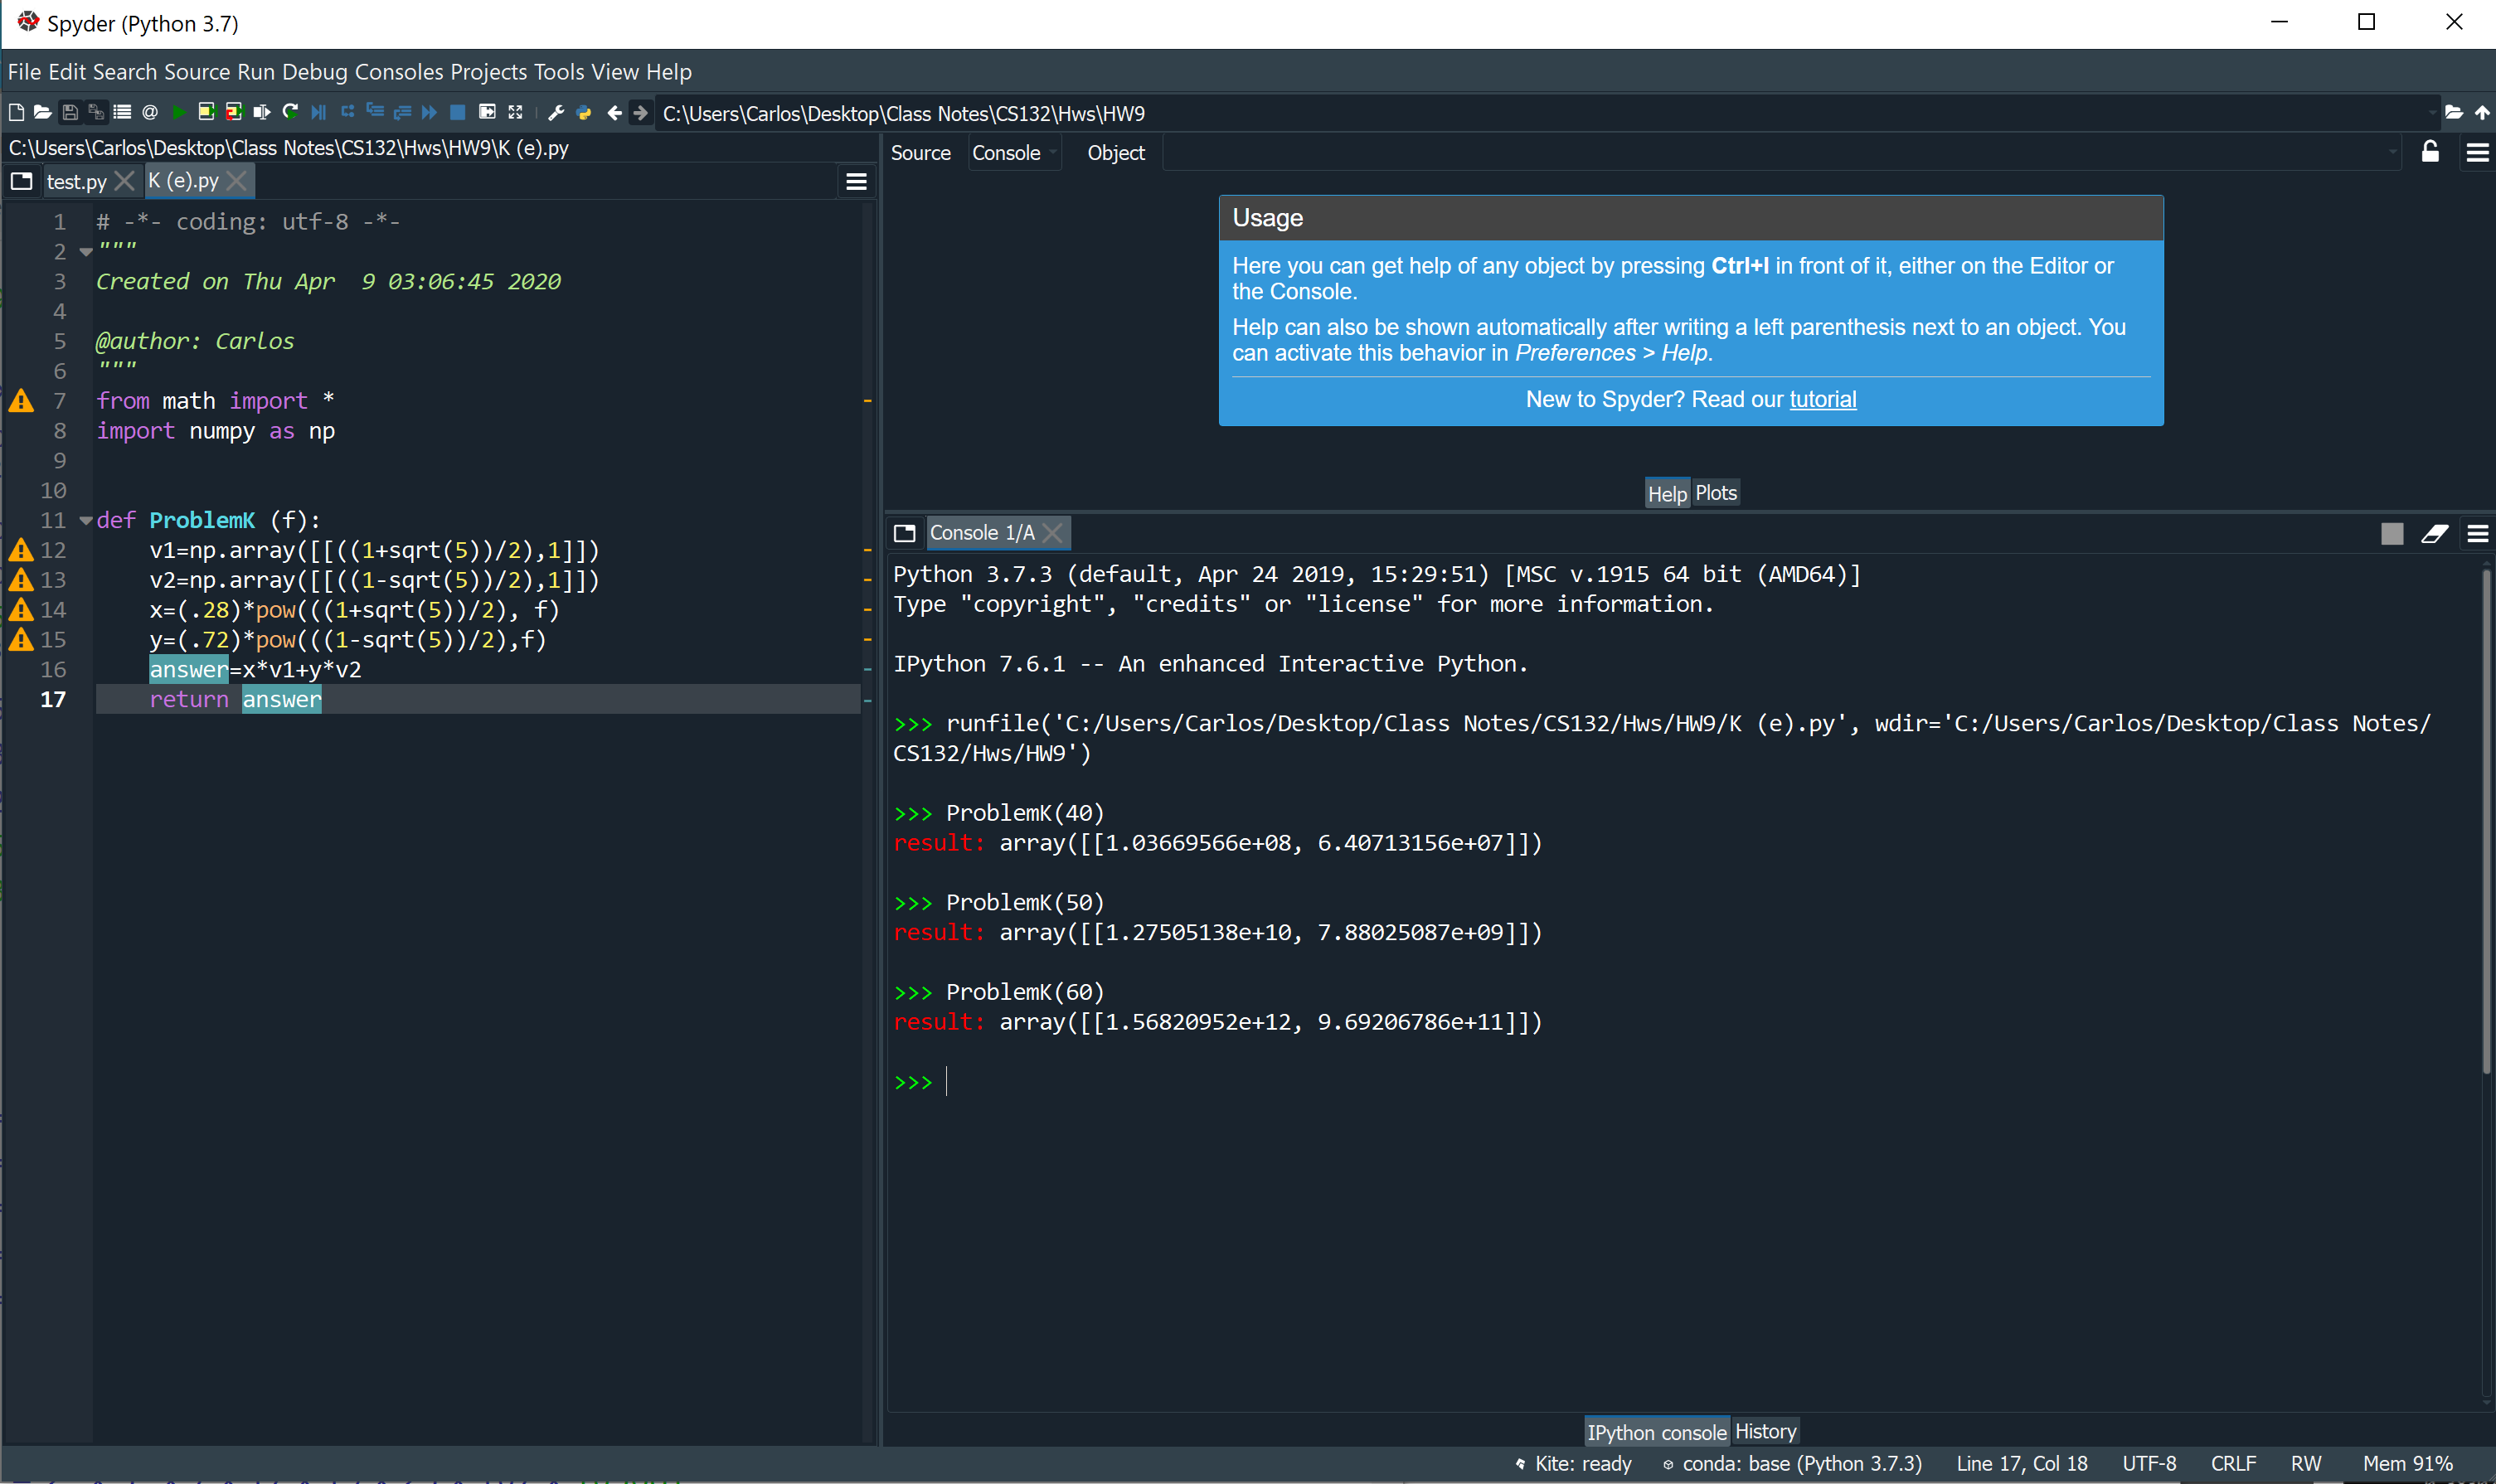 Spyder (Python 3.7)
File Edit Search Source Run Debug Consoles Projects Tools View Help
C:\Users\Carlos\Desktop\Class Notes\CS132\Hws\HW9
C:\Users\Carlos\Desktop\Class Notes\CS132\Hws\HW9\K (e).py
test.py K (e).py
1 # -*- coding: utf-8 -*-
2 """
3 Created on Thu Apr  9 03:06:45 2020
4
5 @author: Carlos
6 """
7 from math import *
8 import numpy as np
9
10
11 def ProblemK (f):
12     v1=np.array([[((1+sqrt(5))/2),1]])
13     v2=np.array([[((1-sqrt(5))/2),1]])
14     x=(.28)*pow(((1+sqrt(5))/2), f)
15     y=(.72)*pow(((1-sqrt(5))/2),f)
16     answer=x*v1+y*v2
17     return answer
Source Console Object
Usage
Here you can get help of any object by pressing Ctrl+I in front of it, either on the Editor or
the Console.
Help can also be shown automatically after writing a left parenthesis next to an object. You
can activate this behavior in Preferences > Help.
New to Spyder? Read our tutorial
Help Plots
Console 1/A
Python 3.7.3 (default, Apr 24 2019, 15:29:51) [MSC v.1915 64 bit (AMD64)]
Type "copyright", "credits" or "license" for more information.
IPython 7.6.1 -- An enhanced Interactive Python.
>>> runfile('C:/Users/Carlos/Desktop/Class Notes/CS132/Hws/HW9/K (e).py', wdir='C:/Users/Carlos/Desktop/Class Notes/
CS132/Hws/HW9')
>>> ProblemK(40)
result: array([[1.03669566e+08, 6.40713156e+07]])
>>> ProblemK(50)
result: array([[1.27505138e+10, 7.88025087e+09]])
>>> ProblemK(60)
result: array([[1.56820952e+12, 9.69206786e+11]])
>>>
IPython console History
Kite: ready conda: base (Python 3.7.3) Line 17, Col 18 UTF-8 CRLF RW Mem 91%